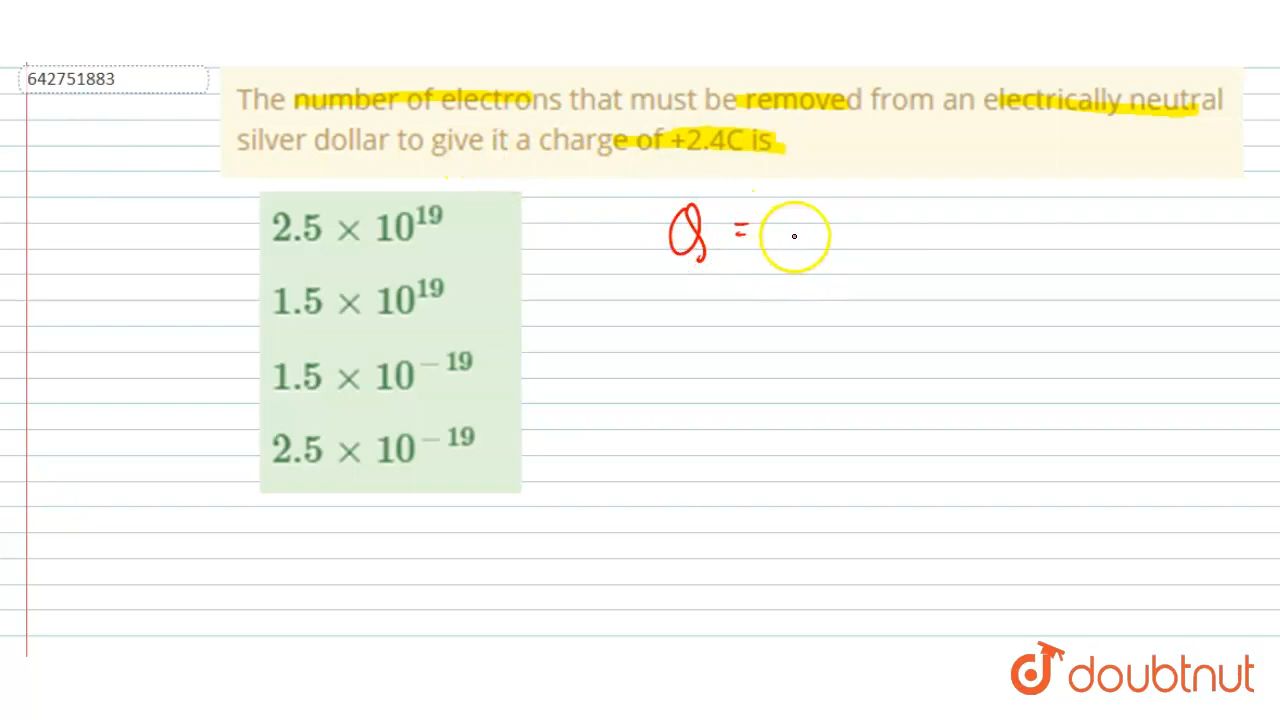 642751883
The number of electrons that must be removed from an electrically neutral
silver dollar to give it a charge of +2.4C is
2.5 × 10^19
1.5 × 10^19
1.5 × 10^−19
2.5 × 10^−19
Q =
doubtnut